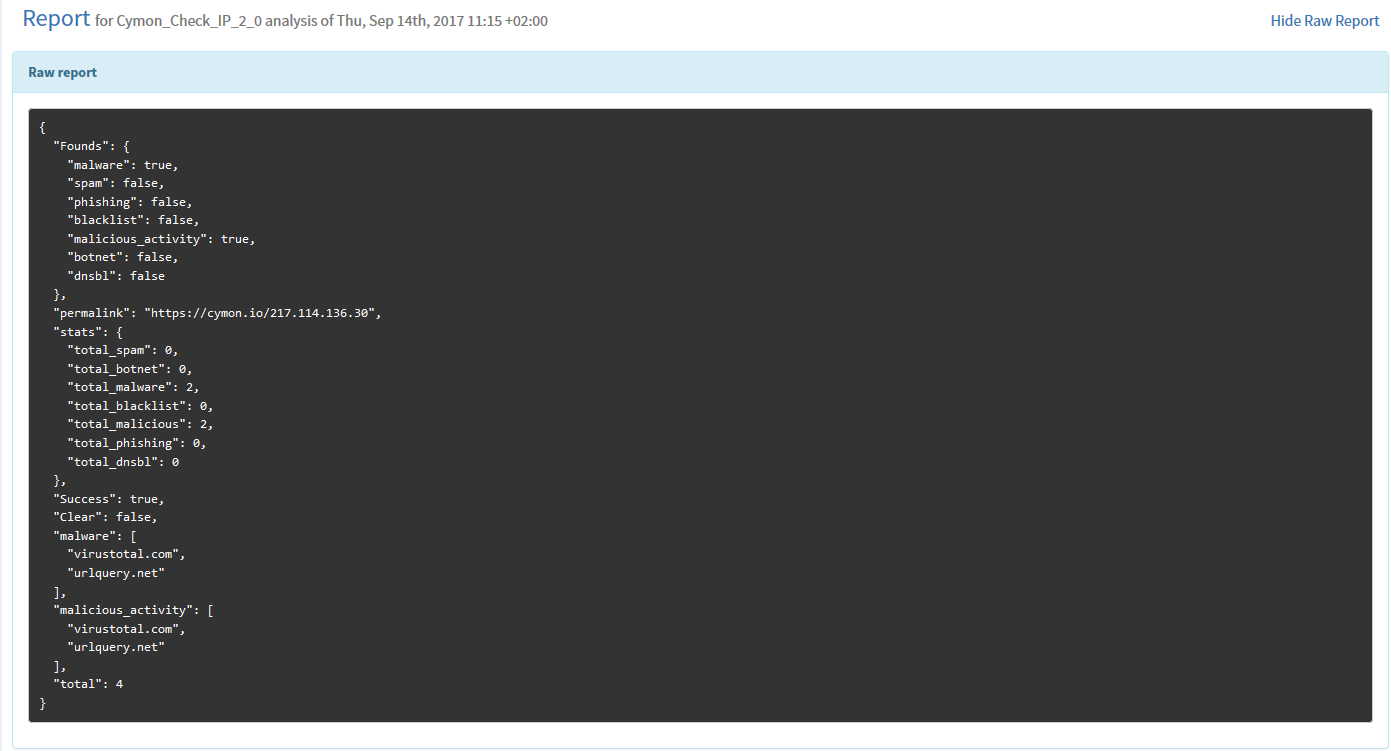 Report for Cymon_Check_IP_2_0 analysis of Thu, Sep 14th, 2017 11:15 +02:00
Hide Raw Report
Raw report
{
  "Founds": {
    "malware": true,
    "spam": false,
    "phishing": false,
    "blacklist": false,
    "malicious_activity": true,
    "botnet": false,
    "dnsbl": false
  },
  "permalink": "https://cymon.io/217.114.136.30",
  "stats": {
    "total_spam": 0,
    "total_botnet": 0,
    "total_malware": 2,
    "total_blacklist": 0,
    "total_malicious": 2,
    "total_phishing": 0,
    "total_dnsbl": 0
  },
  "Success": true,
  "Clear": false,
  "malware": [
    "virustotal.com",
    "urlquery.net"
  ],
  "malicious_activity": [
    "virustotal.com",
    "urlquery.net"
  ],
  "total": 4
}